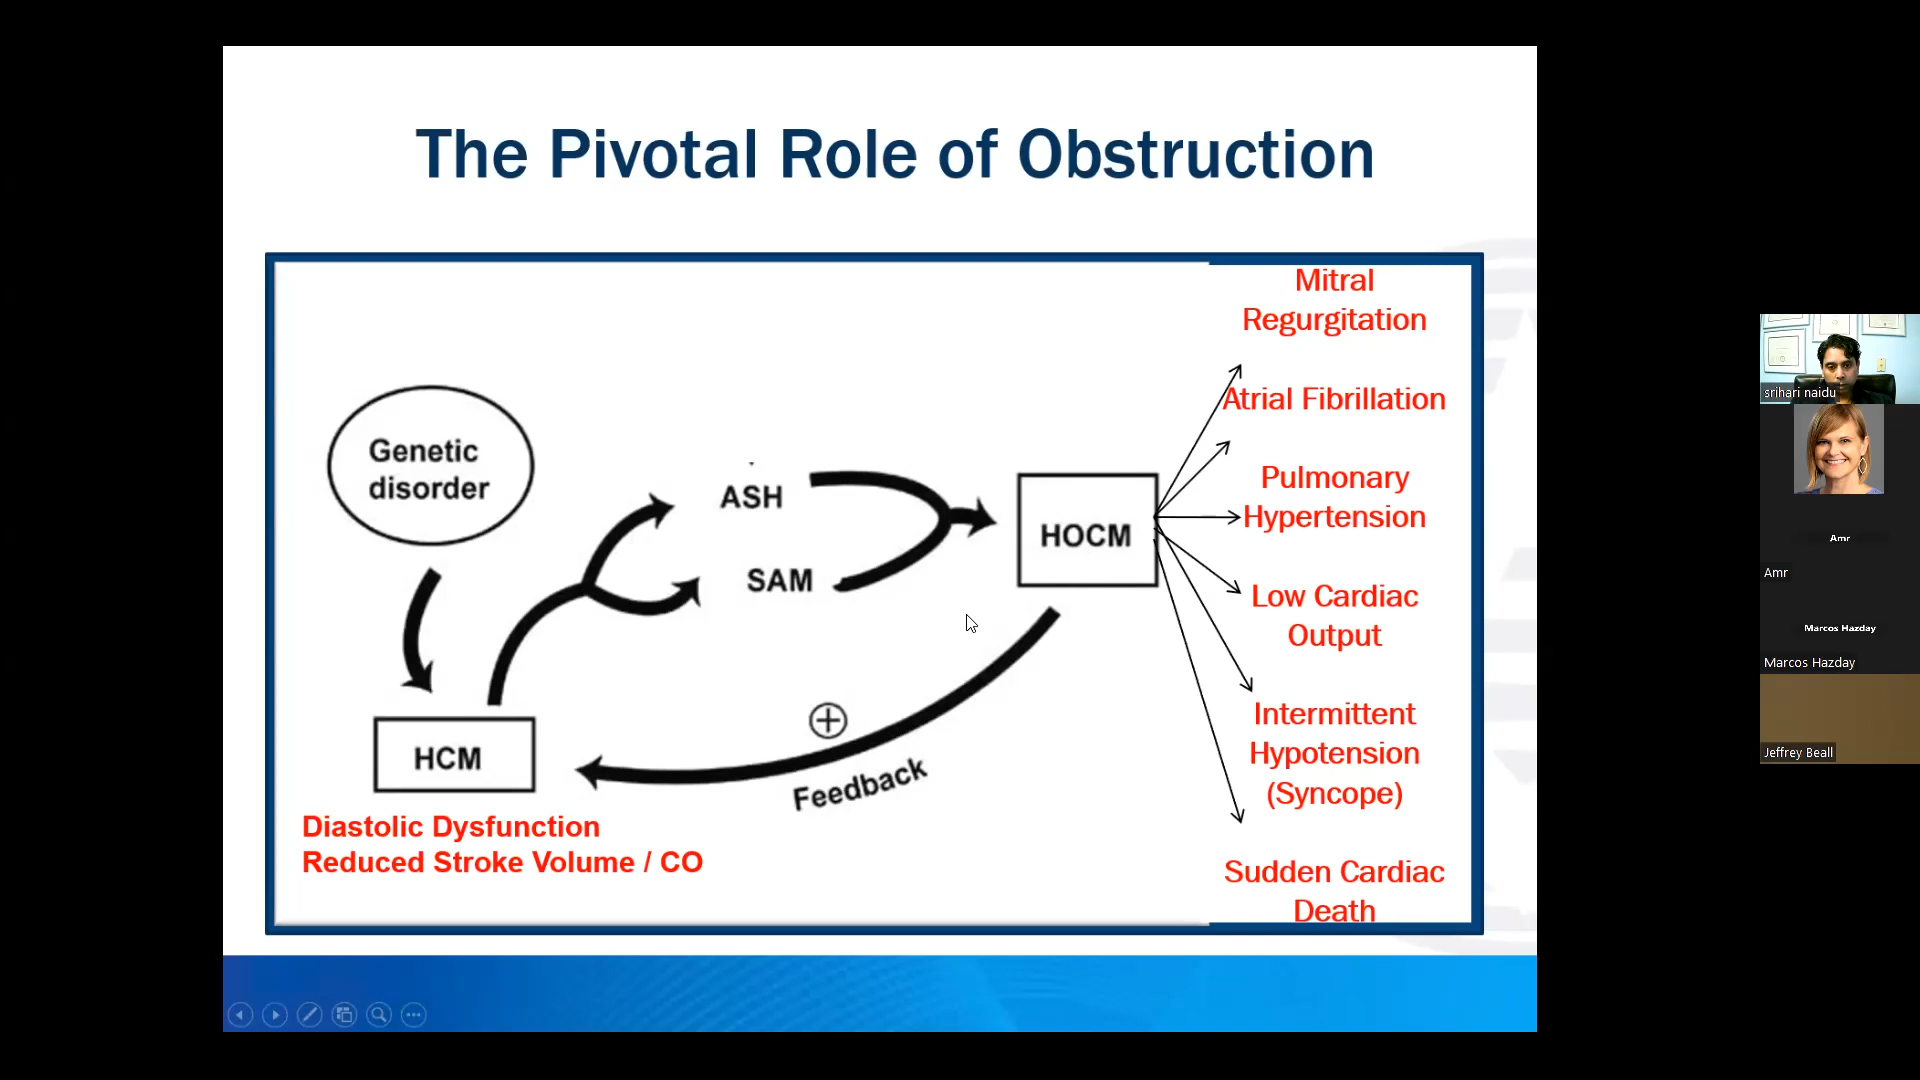 The Pivotal Role of Obstruction
Mitral
Regurgitation
Atrial Fibrillation
Pulmonary
Hypertension
Low Cardiac
Output
Intermittent
Hypotension
(Syncope)
Sudden Cardiac
Death
Genetic
disorder
ASH
SAM
HOCM
HCM
Feedback
Diastolic Dysfunction
Reduced Stroke Volume / CO
srihari naidu
Amr
Amr
Marcos Hazday
Marcos Hazday
Jeffrey Beall